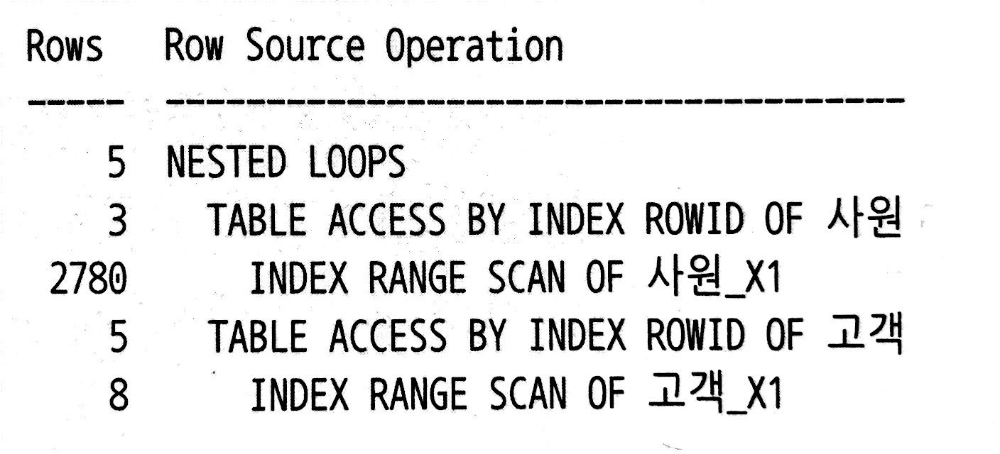 Rows Row Source Operation
----- ---------------------------------------
5 NESTED LOOPS
3 TABLE ACCESS BY INDEX ROWID OF 사원
2780 INDEX RANGE SCAN OF 사원_X1
5 TABLE ACCESS BY INDEX ROWID OF 고객
8 INDEX RANGE SCAN OF 고객_X1